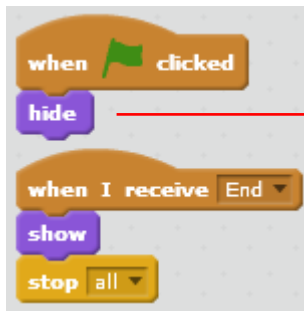 when clicked
hide
when I receive End
show
stop all